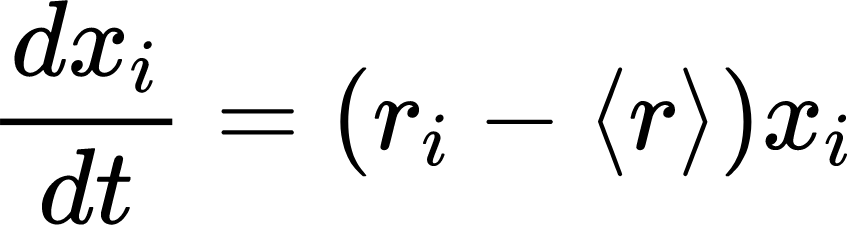 dx_i/dt = (r_i − ⟨r⟩)x_i